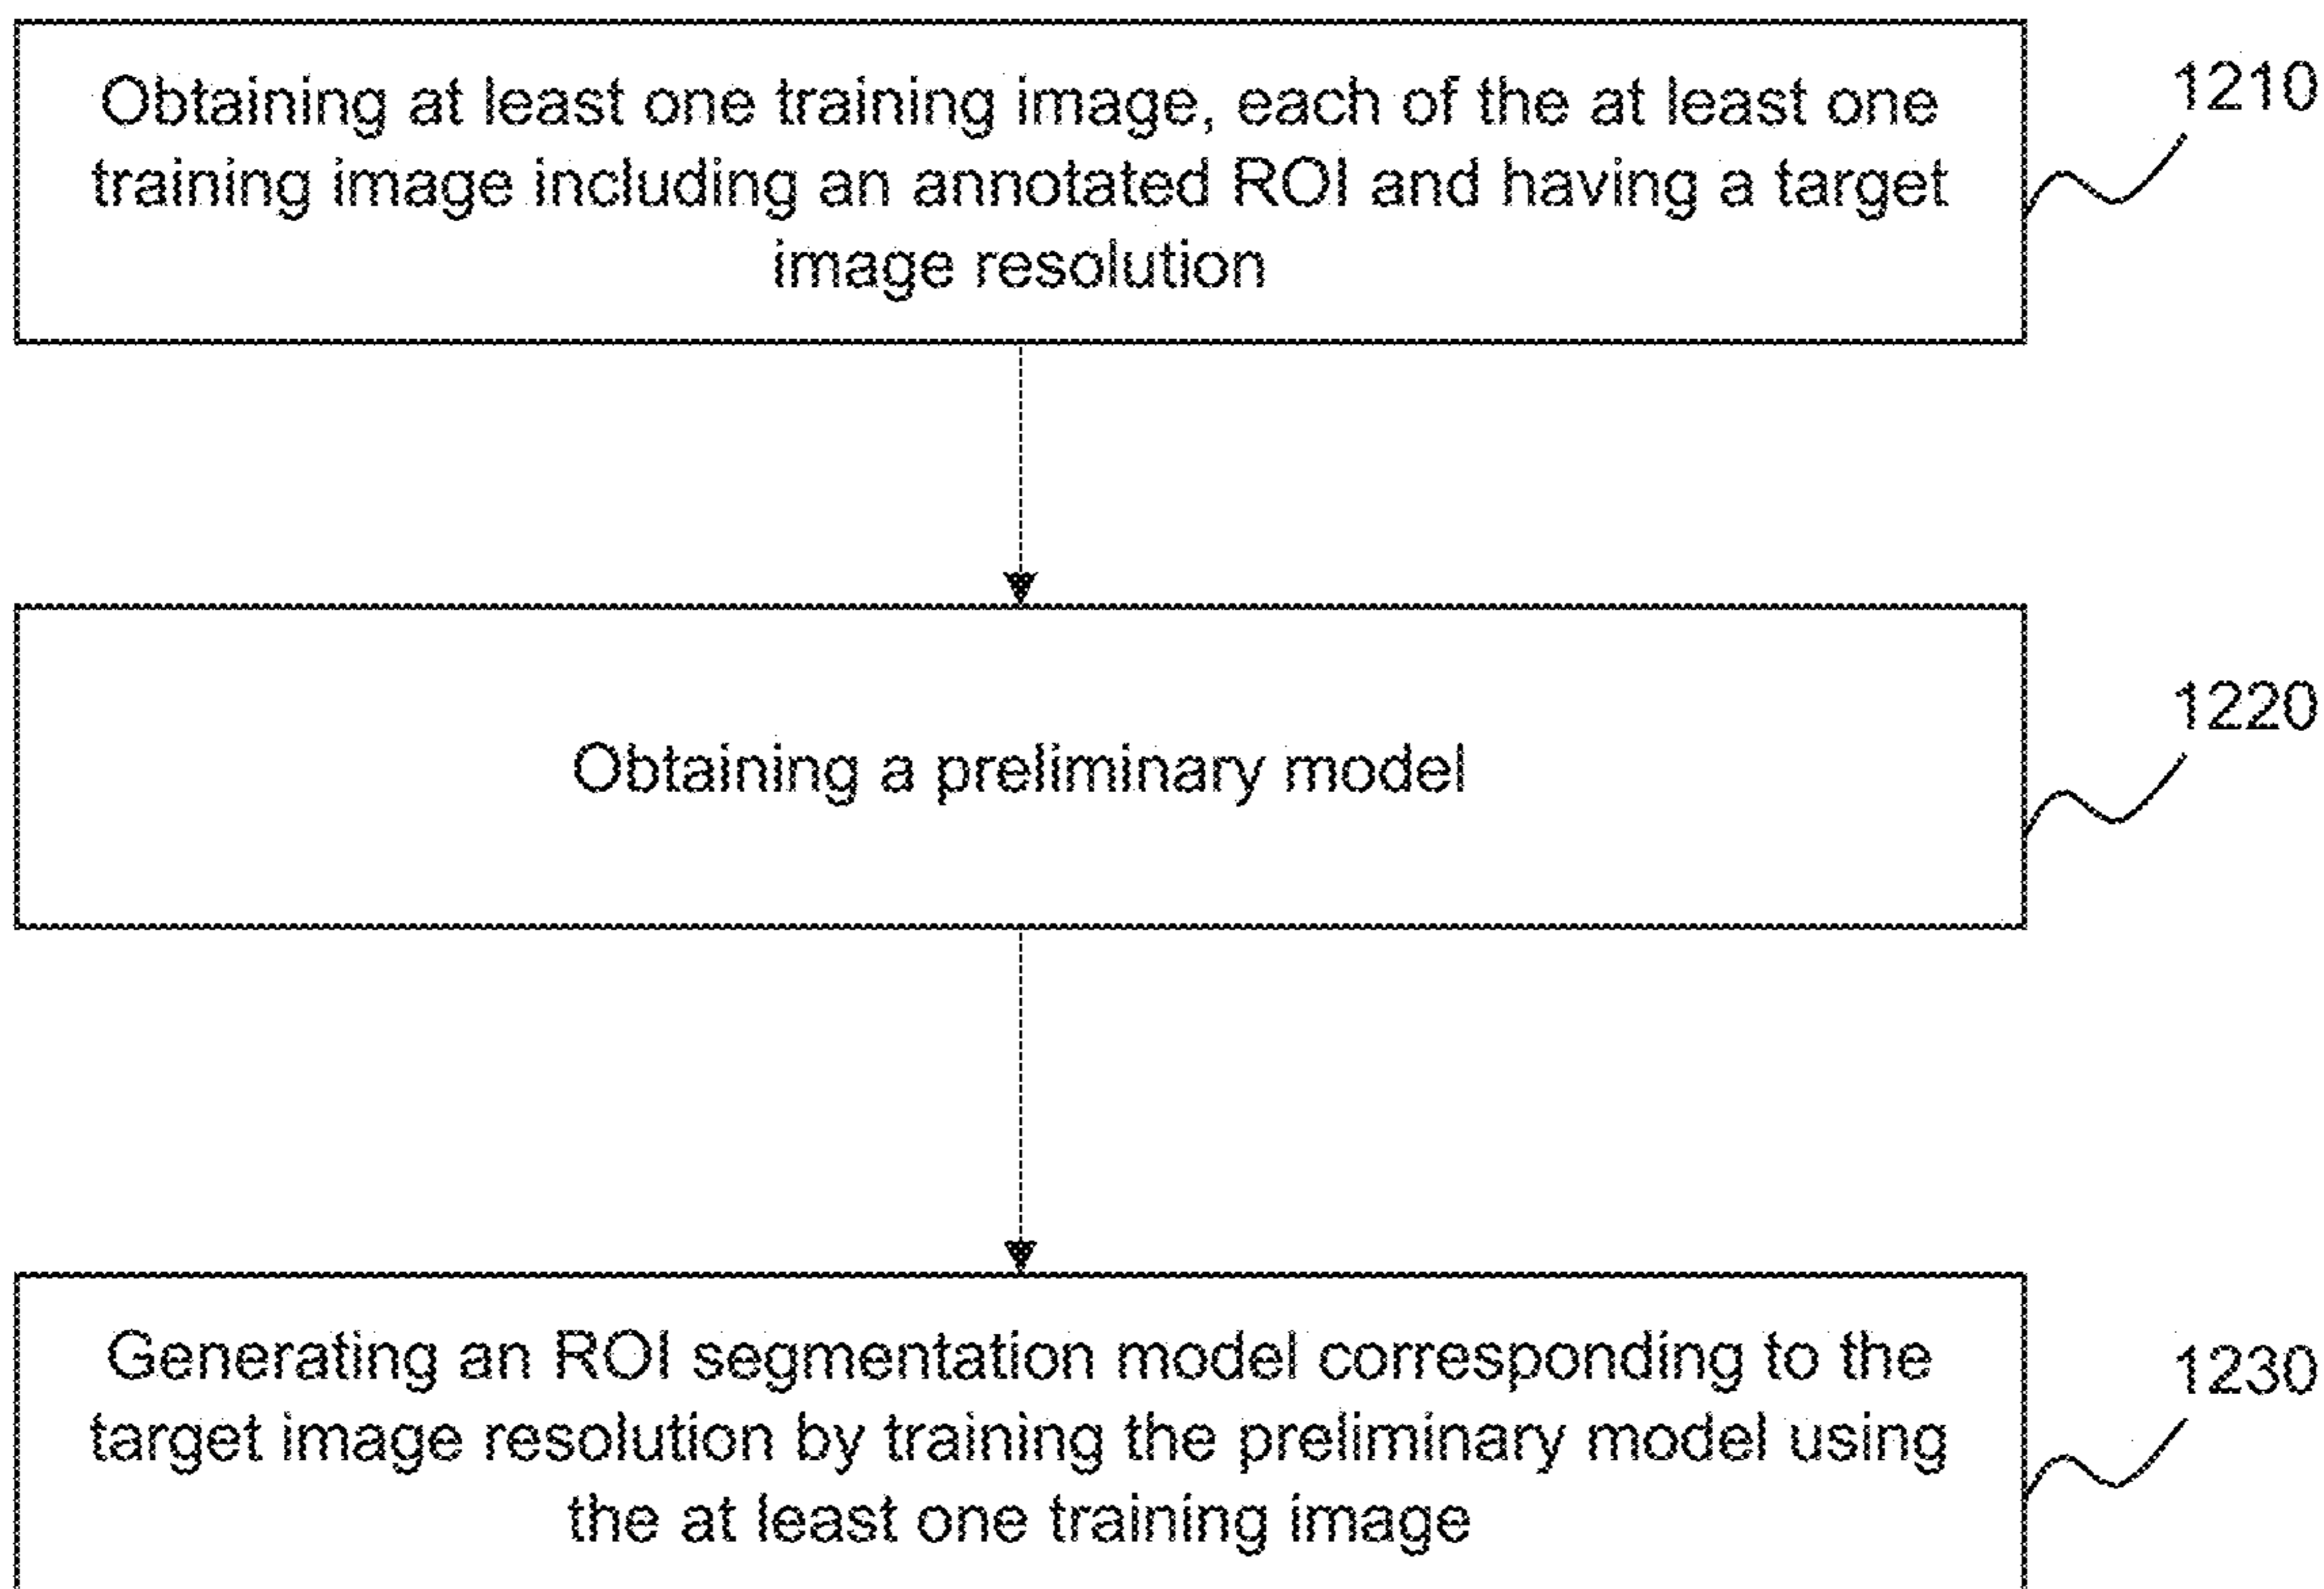 Obtaining at least one training image, each of the at least one
training image including an annotated ROI and having a target
image resolution
1210
Obtaining a preliminary model
1220
Generating an ROI segmentation model corresponding to the
target image resolution by training the preliminary model using
the at least one training image
1230